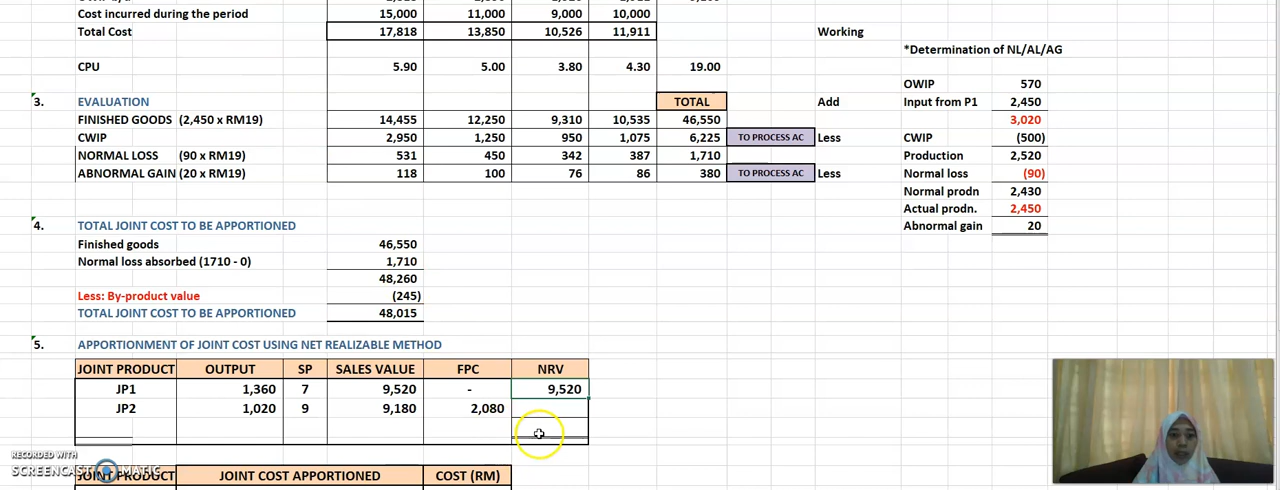 Cost incurred during the period 15,000 11,000 9,000 10,000
Total Cost 17,818 13,850 10,526 11,911 Working
*Determination of NL/AL/AG
CPU 5.90 5.00 3.80 4.30 19.00
OWIP 570
3. EVALUATION TOTAL Add Input from P1 2,450
FINISHED GOODS (2,450 x RM19) 14,455 12,250 9,310 10,535 46,550 3,020
CWIP 2,950 1,250 950 1,075 6,225 TO PROCESS AC Less CWIP (500)
NORMAL LOSS (90 x RM19) 531 450 342 387 1,710 Production 2,520
ABNORMAL GAIN (20 x RM19) 118 100 76 86 380 TO PROCESS AC Less Normal loss (90)
Normal prodn 2,430
Actual prodn. 2,450
4. TOTAL JOINT COST TO BE APPORTIONED Abnormal gain 20
Finished goods 46,550
Normal loss absorbed (1710 - 0) 1,710
48,260
Less: By-product value (245)
TOTAL JOINT COST TO BE APPORTIONED 48,015
5. APPORTIONMENT OF JOINT COST USING NET REALIZABLE METHOD
JOINT PRODUCT OUTPUT SP SALES VALUE FPC NRV
JP1 1,360 7 9,520 - 9,520
JP2 1,020 9 9,180 2,080
RECORDED WITH
SCREENCAST MATIC
JOINT PRODUCT JOINT COST APPORTIONED COST (RM)